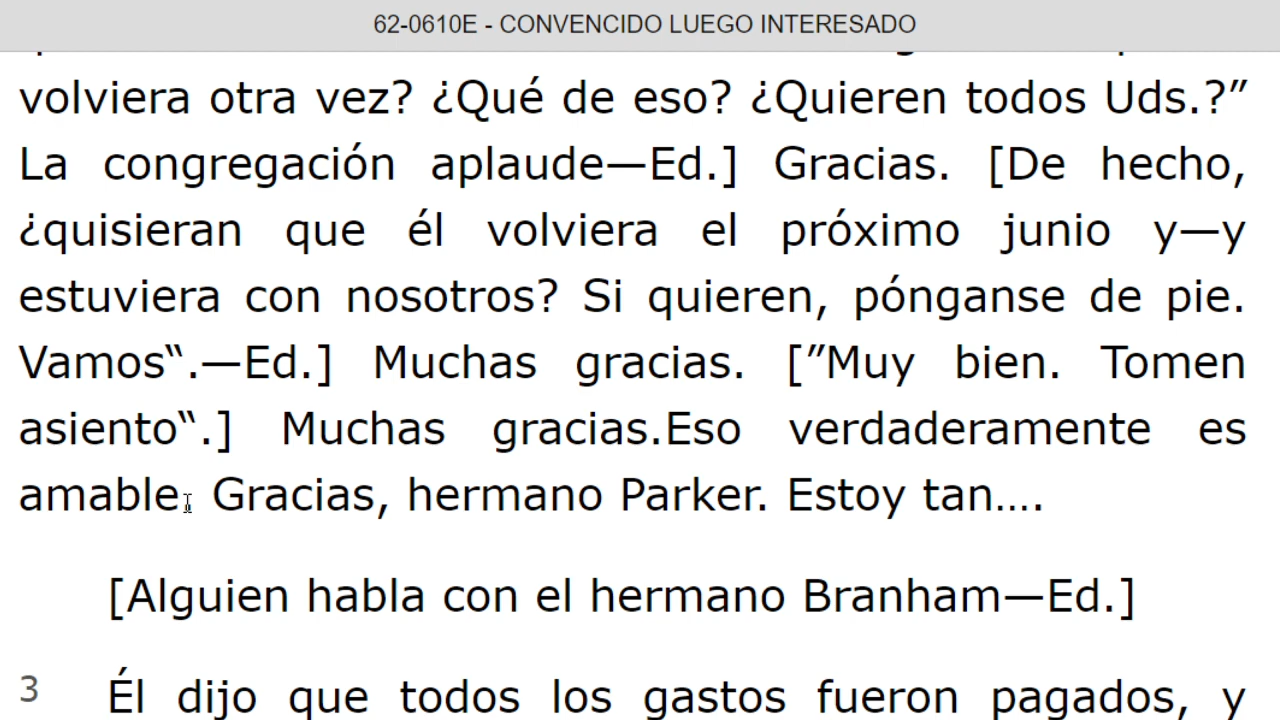 62-0610E - CONVENCIDO LUEGO INTERESADO
volviera otra vez? ¿Qué de eso? ¿Quieren todos Uds.?”
La congregación aplaude—Ed.] Gracias. [De hecho,
¿quisieran que él volviera el próximo junio y—y
estuviera con nosotros? Si quieren, pónganse de pie.
Vamos“.—Ed.] Muchas gracias. [”Muy bien. Tomen
asiento“.] Muchas gracias.Eso verdaderamente es
amable. Gracias, hermano Parker. Estoy tan….
[Alguien habla con el hermano Branham—Ed.]
3 Él dijo que todos los gastos fueron pagados, y